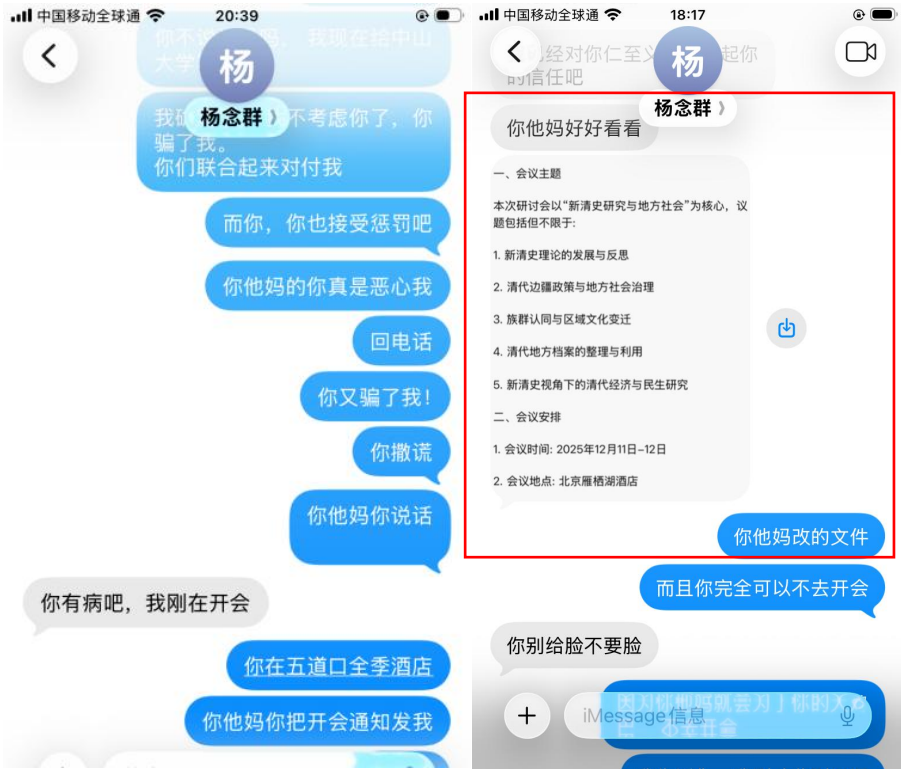 中国移动全球通
20:39
大学
杨
杨念群
不考虑你了，你
骗了我。
你们联合起来对付我
而你，你也接受惩罚吧
你他妈的你真是恶心我
回电话
你又骗了我！
你撒谎
你他妈你说话
你有病吧，我刚在开会
你在五道口全季酒店
你他妈你把开会通知发我
中国移动全球通
18:17
经对你仁至义
起你
的信任吧
杨
杨念群
你他妈好好看看
一、会议主题
本次研讨会以“新清史研究与地方社会”为核心，议
题包括但不限于:
1. 新清史理论的发展与反思
2. 清代边疆政策与地方社会治理
3. 族群认同与区域文化变迁
4. 清代地方档案的整理与利用
5. 新清史视角下的清代经济与民生研究
二、会议安排
1. 会议时间: 2025年12月11日–12日
2. 会议地点: 北京雁栖湖酒店
你他妈改的文件
而且你完全可以不去开会
你别给脸不要脸
iMessage信息